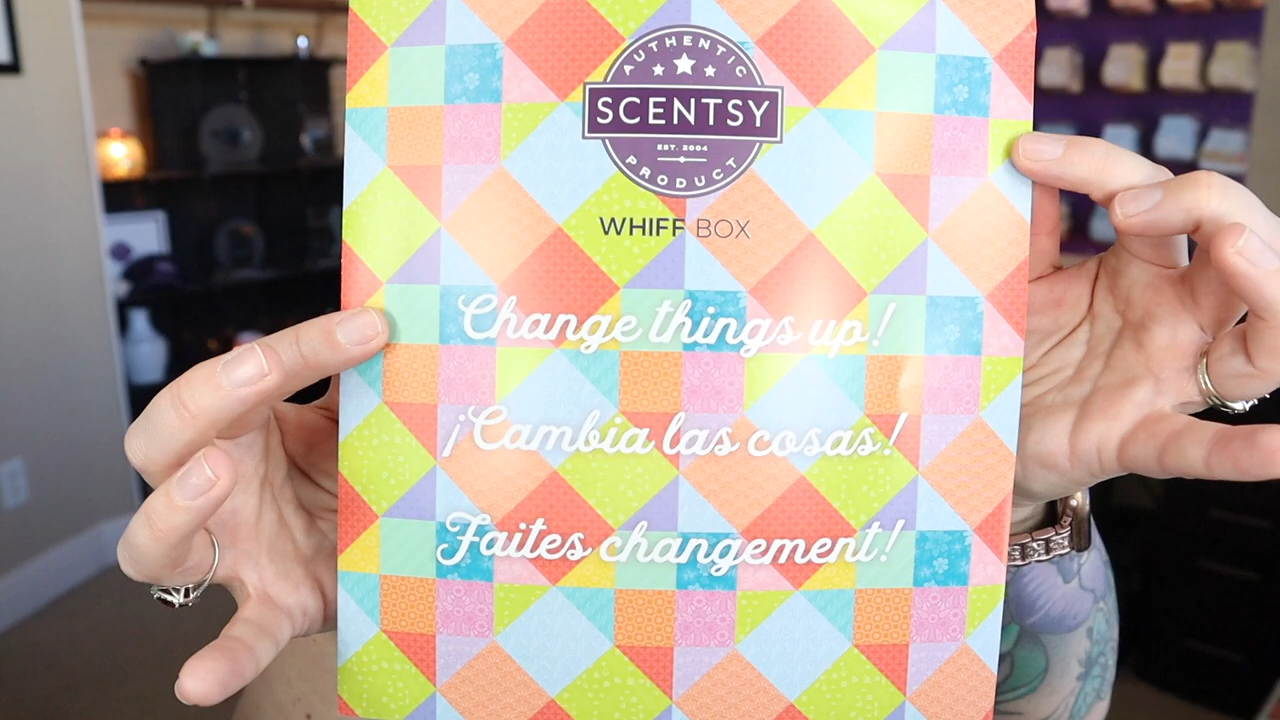 AUTHENTIC
SCENTSY
EST. 2004
PRODUCT
WHIFF BOX
Change things up!
¡Cambia las cosas!
Faites changement!